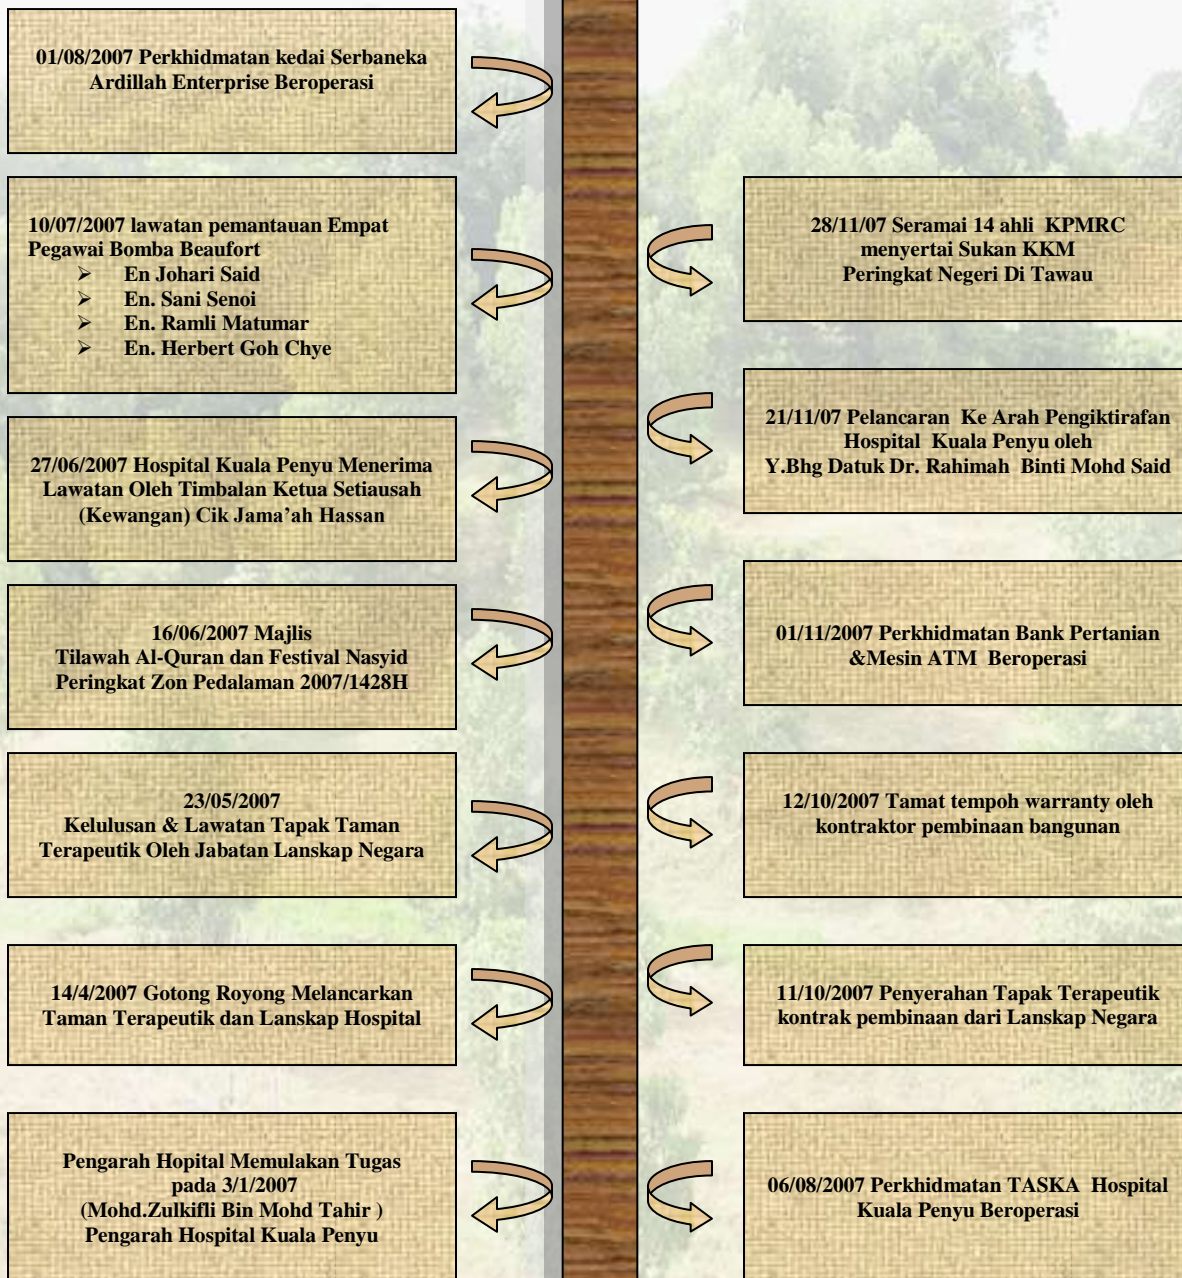 01/08/2007 Perkhidmatan kedai Serbaneka
Ardillah Enterprise Beroperasi
10/07/2007 lawatan pemantauan Empat
Pegawai Bomba Beaufort
➢ En Johari Said
➢ En. Sani Senoi
➢ En. Ramli Matumar
➢ En. Herbert Goh Chye
27/06/2007 Hospital Kuala Penyu Menerima
Lawatan Oleh Timbalan Ketua Setiausah
(Kewangan) Cik Jama’ah Hassan
16/06/2007 Majlis
Tilawah Al-Quran dan Festival Nasyid
Peringkat Zon Pedalaman 2007/1428H
23/05/2007
Kelulusan & Lawatan Tapak Taman
Terapeutik Oleh Jabatan Lanskap Negara
14/4/2007 Gotong Royong Melancarkan
Taman Terapeutik dan Lanskap Hospital
Pengarah Hopital Memulakan Tugas
pada 3/1/2007
(Mohd.Zulkifli Bin Mohd Tahir )
Pengarah Hospital Kuala Penyu
28/11/07 Seramai 14 ahli KPMRC
menyertai Sukan KKM
Peringkat Negeri Di Tawau
21/11/07 Pelancaran Ke Arah Pengiktirafan
Hospital Kuala Penyu oleh
Y.Bhg Datuk Dr. Rahimah Binti Mohd Said
01/11/2007 Perkhidmatan Bank Pertanian
&Mesin ATM Beroperasi
12/10/2007 Tamat tempoh warranty oleh
kontraktor pembinaan bangunan
11/10/2007 Penyerahan Tapak Terapeutik
kontrak pembinaan dari Lanskap Negara
06/08/2007 Perkhidmatan TASKA Hospital
Kuala Penyu Beroperasi